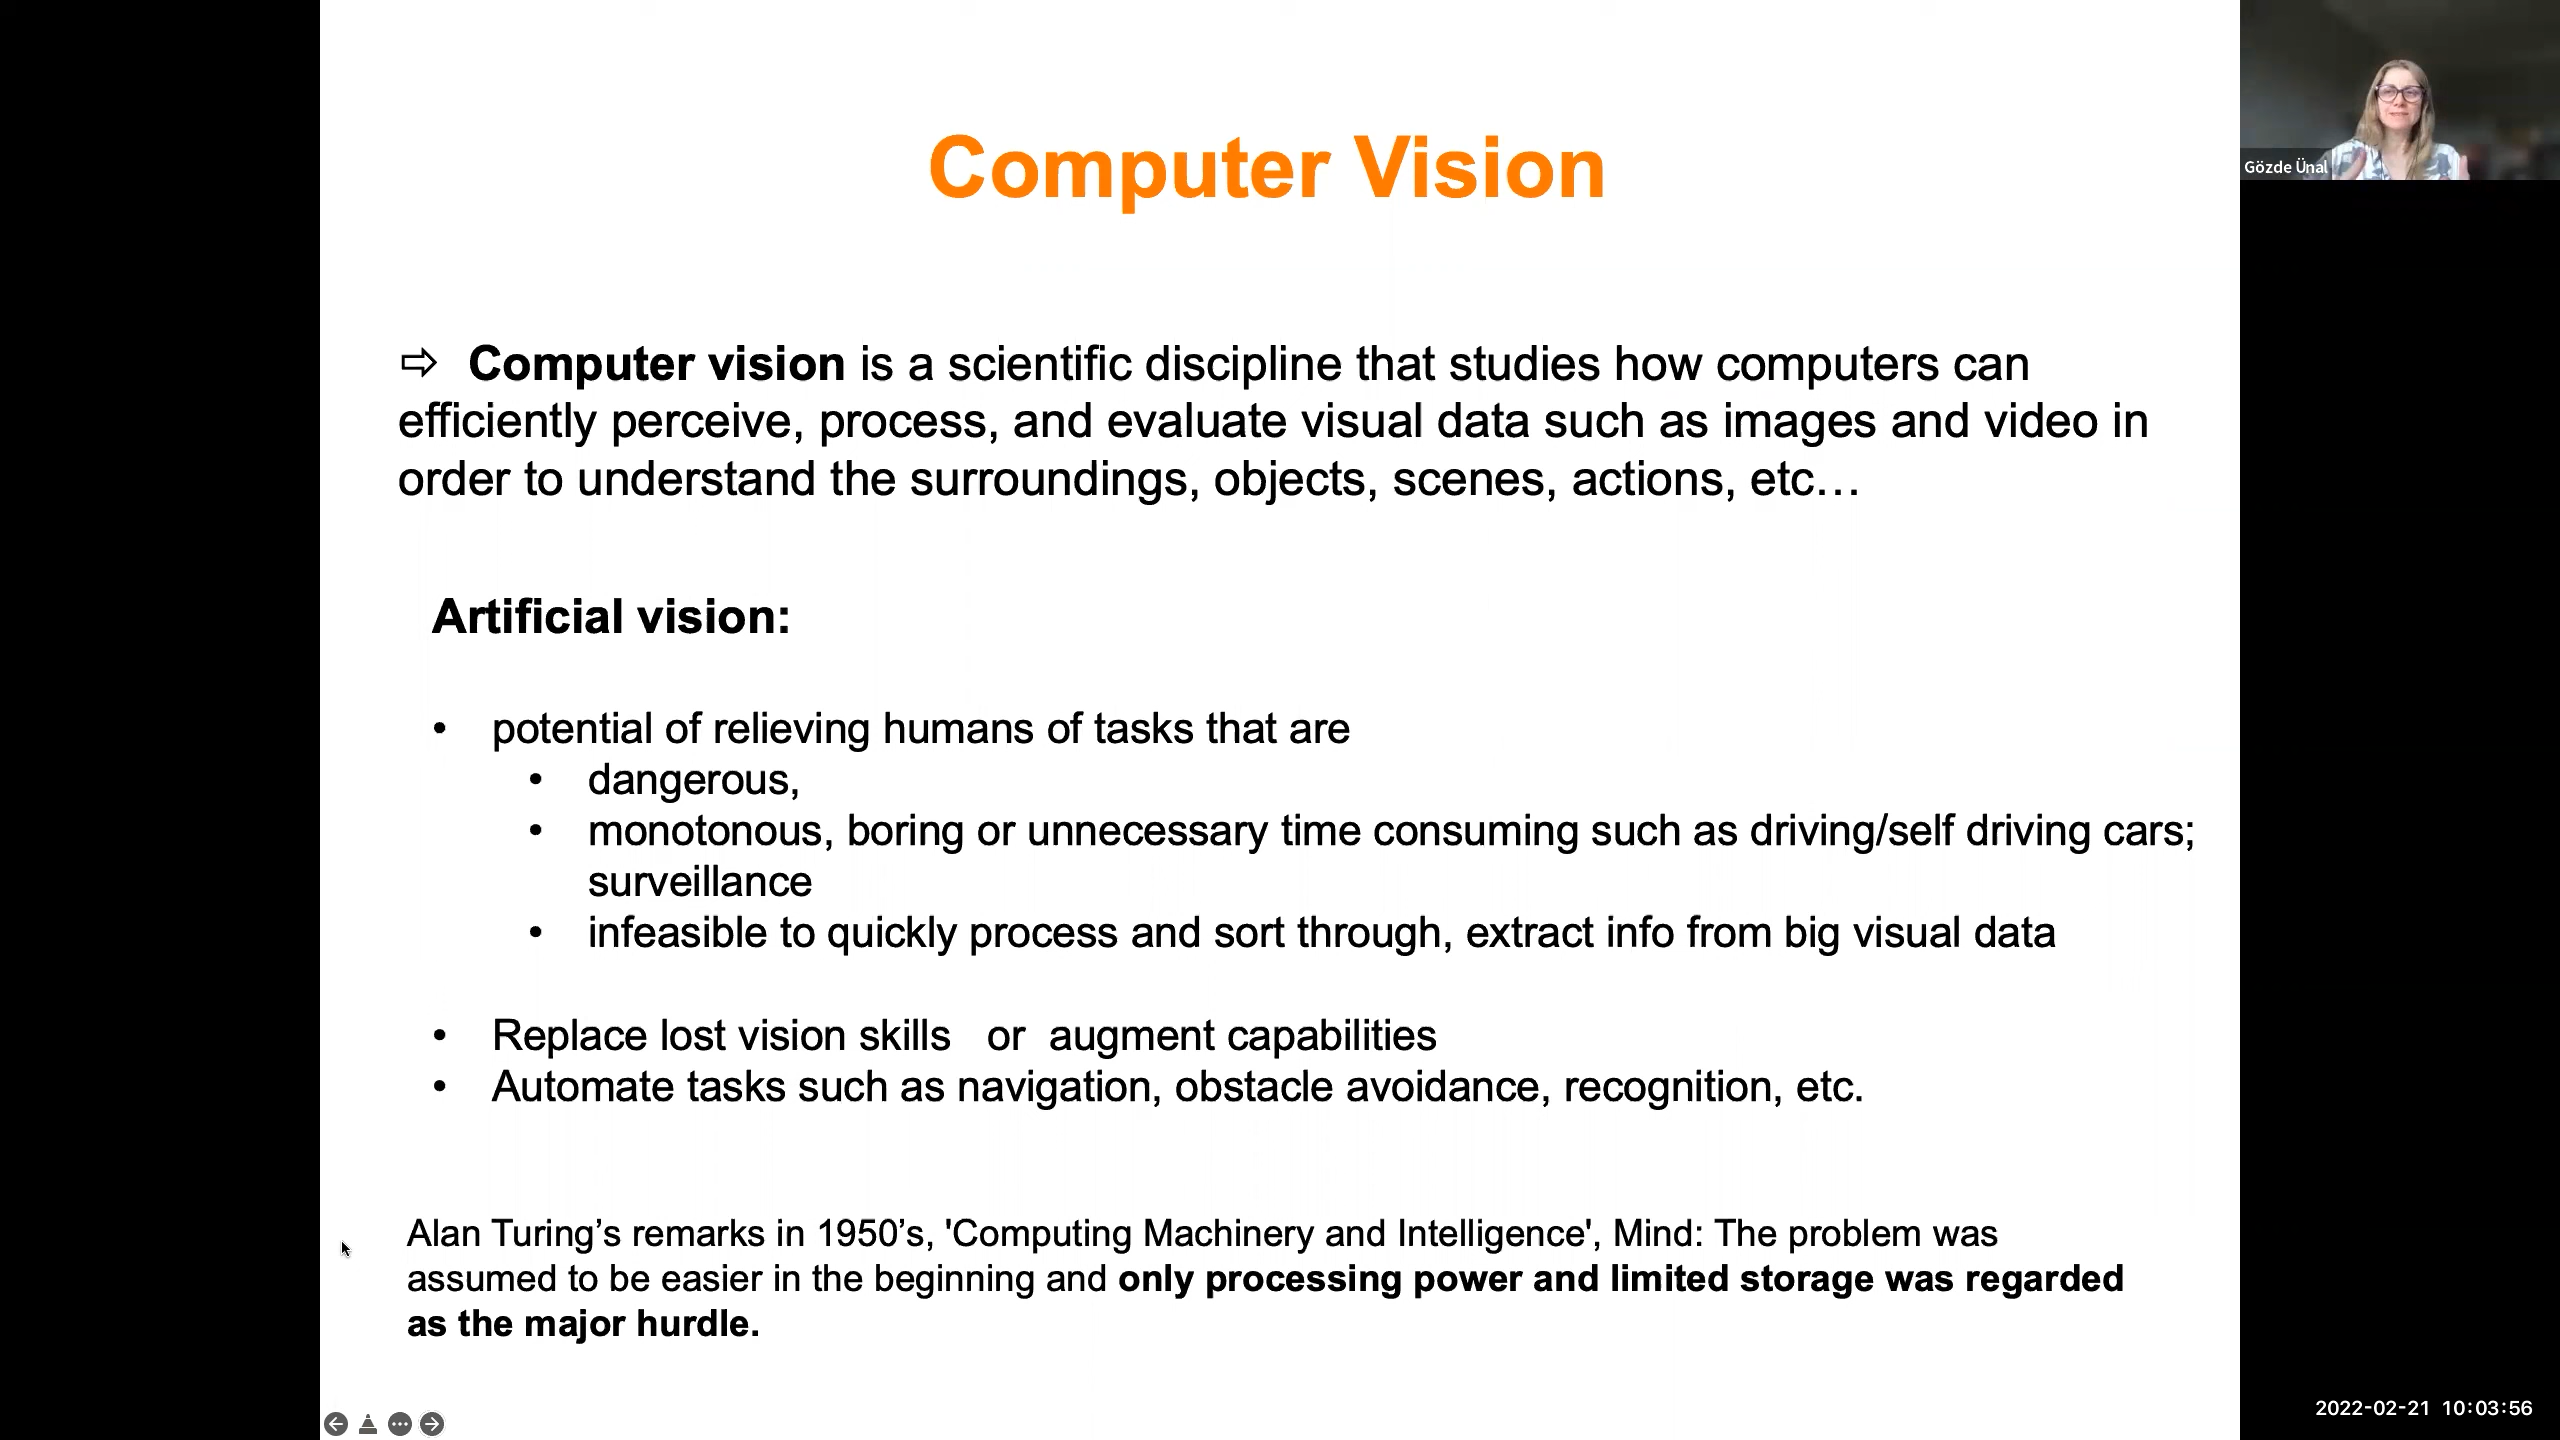 Computer Vision
Gözde Ünal
⇨ Computer vision is a scientific discipline that studies how computers can
efficiently perceive, process, and evaluate visual data such as images and video in
order to understand the surroundings, objects, scenes, actions, etc…
Artificial vision:
• potential of relieving humans of tasks that are
• dangerous,
• monotonous, boring or unnecessary time consuming such as driving/self driving cars;
surveillance
• infeasible to quickly process and sort through, extract info from big visual data
• Replace lost vision skills or augment capabilities
• Automate tasks such as navigation, obstacle avoidance, recognition, etc.
Alan Turing’s remarks in 1950’s, 'Computing Machinery and Intelligence', Mind: The problem was
assumed to be easier in the beginning and only processing power and limited storage was regarded
as the major hurdle.
2022-02-21 10:03:56